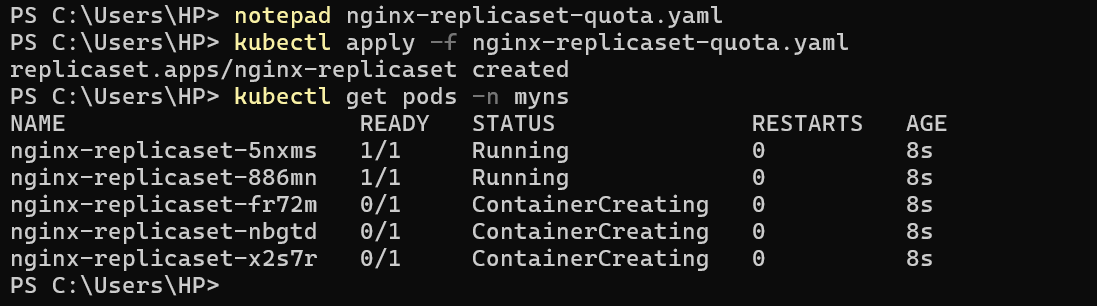 PS C:\Users\HP> notepad nginx-replicaset-quota.yaml
PS C:\Users\HP> kubectl apply -f nginx-replicaset-quota.yaml
replicaset.apps/nginx-replicaset created
PS C:\Users\HP> kubectl get pods -n myns
NAME                     READY   STATUS              RESTARTS   AGE
nginx-replicaset-5nxms   1/1     Running             0          8s
nginx-replicaset-886mn   1/1     Running             0          8s
nginx-replicaset-fr72m   0/1     ContainerCreating   0          8s
nginx-replicaset-nbgtd   0/1     ContainerCreating   0          8s
nginx-replicaset-x2s7r   0/1     ContainerCreating   0          8s
PS C:\Users\HP>